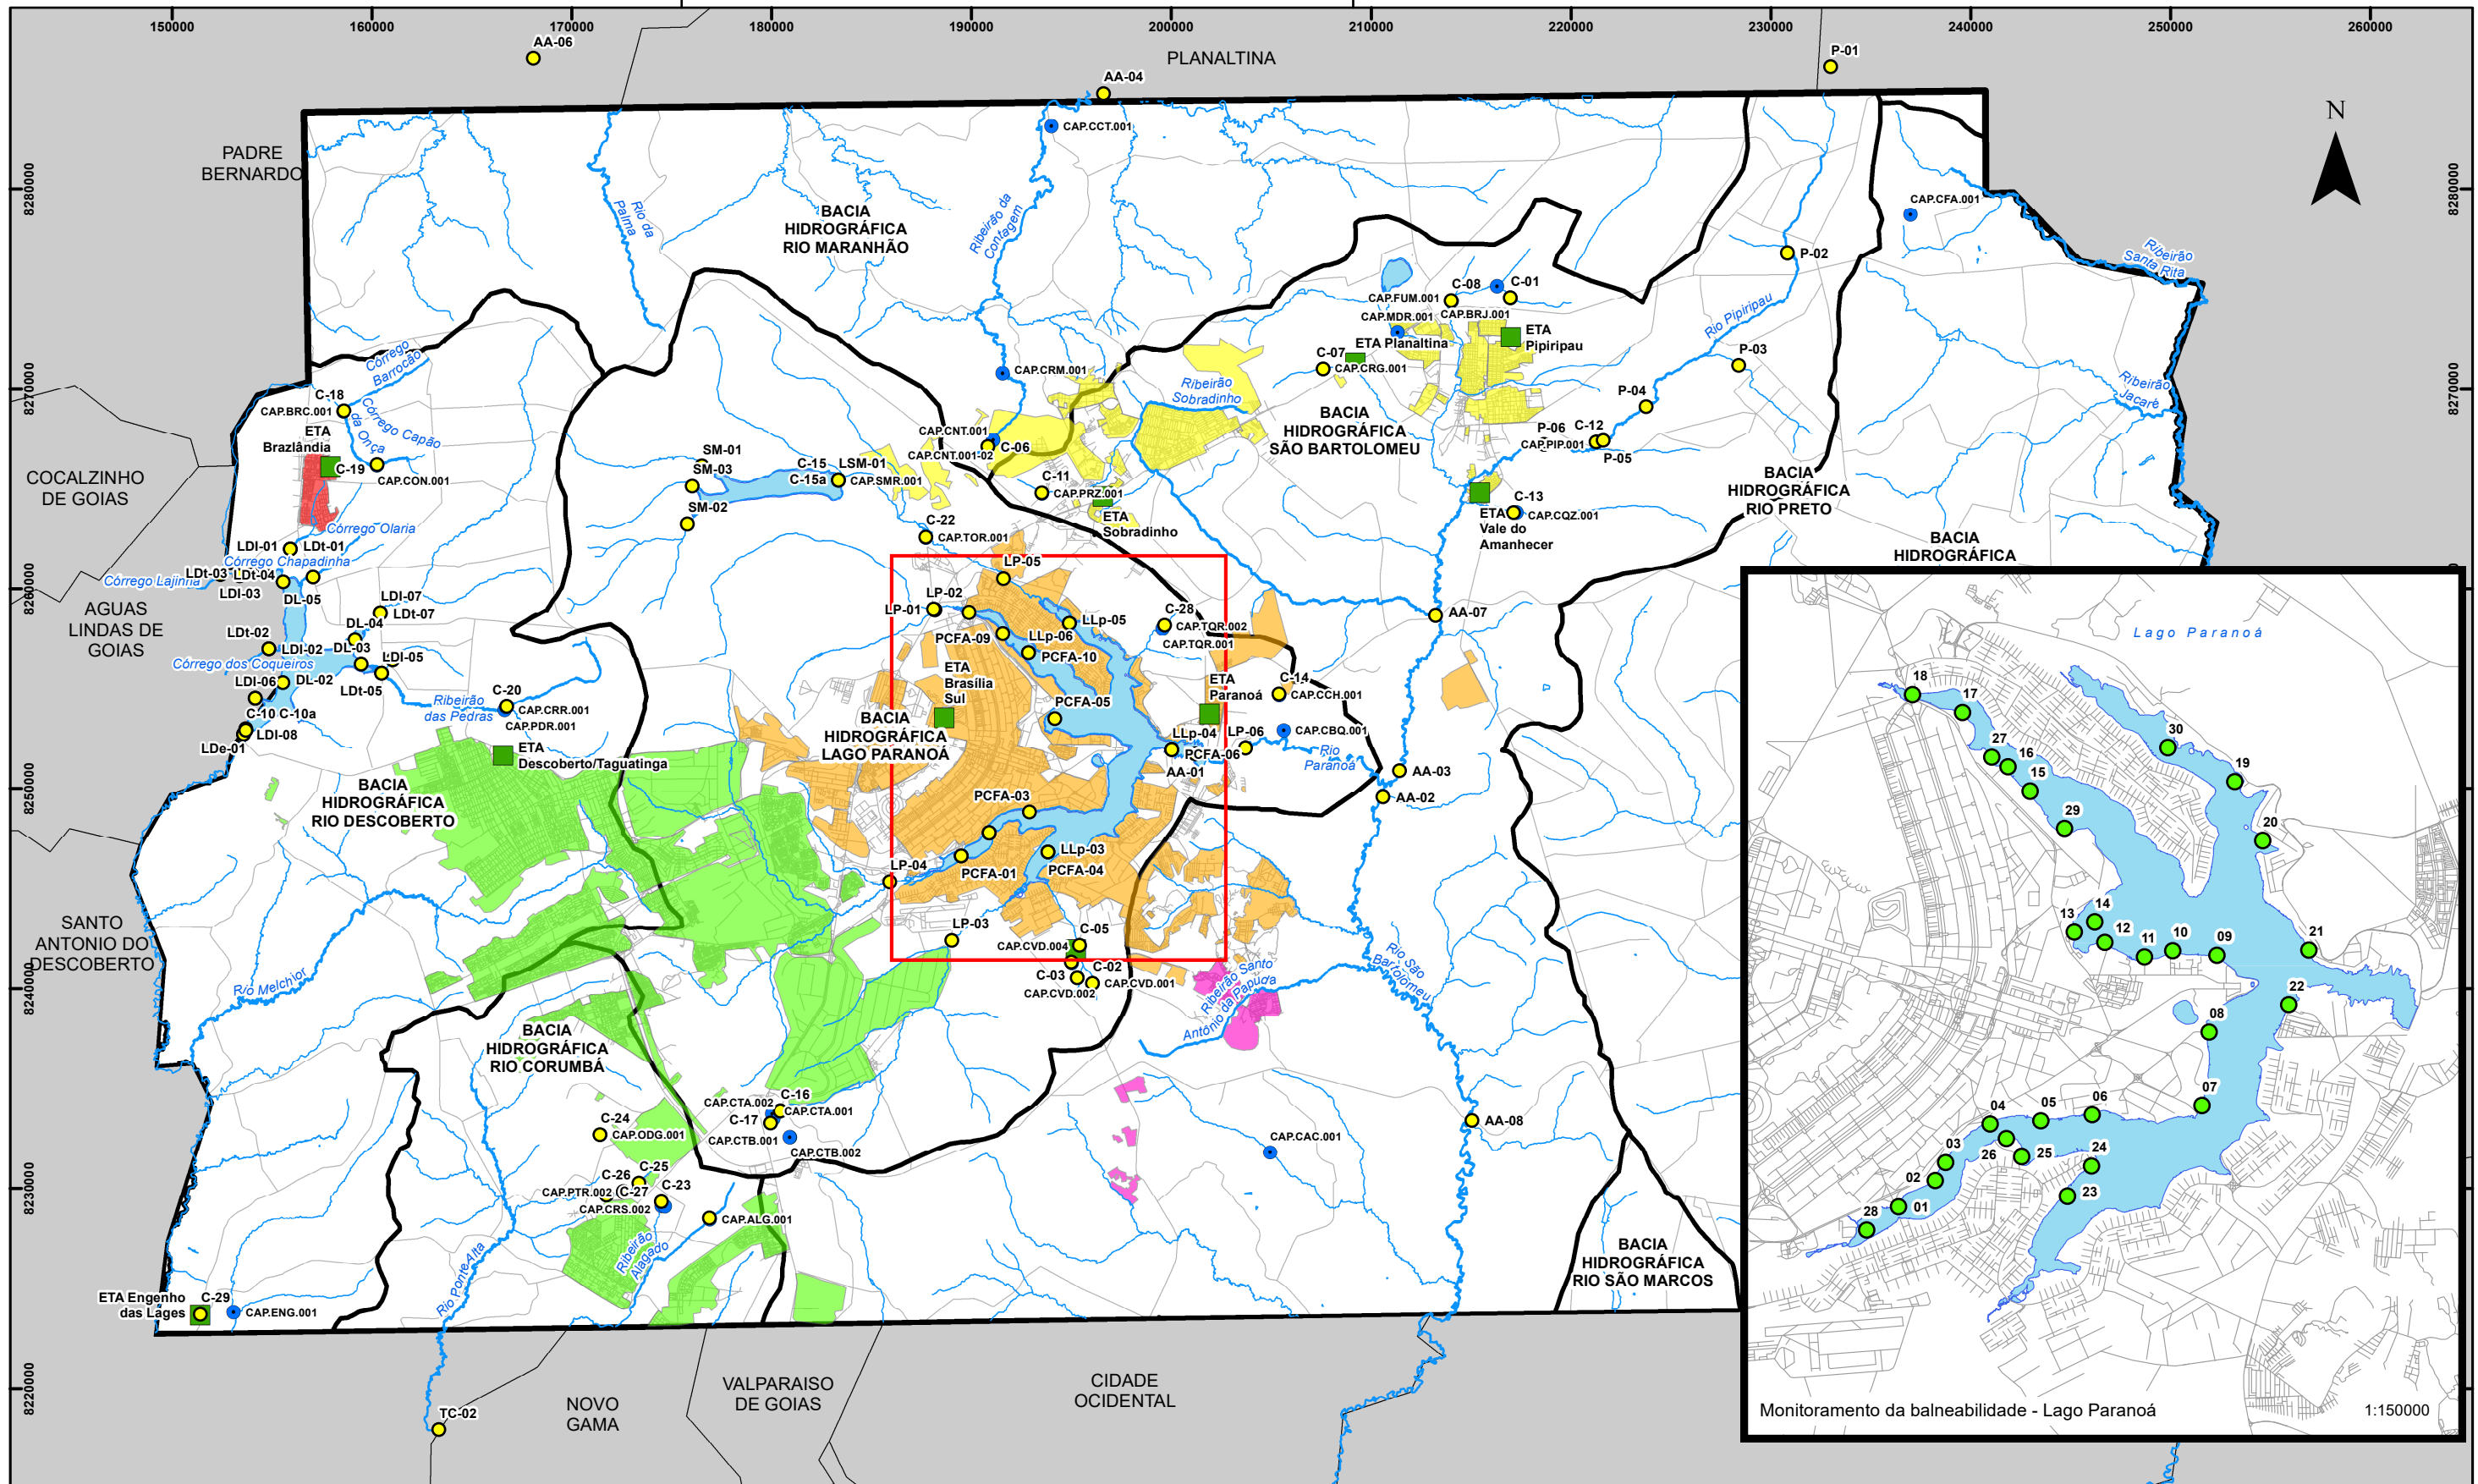 150000
160000
170000
180000
190000
200000
210000
220000
230000
240000
250000
260000
AA-06
PLANALTINA
P-01
AA-04
N
CAP.CCT.001
PADRE
BERNARDO
8280000
8280000
Rio da
Palma
BACIA
HIDROGRÁFICA
RIO MARANHÃO
Ribeirão da
Contagem
CAP.CFA.001
P-02
Ribeirão
Santa Rita
C-08
C-01
CAP.FUM.001
CAP.MDR.001
CAP.BRJ.001
Rio Pipiripau
ETA
Pipiripau
ETA Planaltina
C-07
CAP.CRG.001
P-03
Córrego
Barrocão
CAP.CRM.001
8270000
8270000
Ribeirão
Sobradinho
Ribeirão
Jacaré
P-04
C-18
CAP.BRC.001
Córrego Capão
da Onça
ETA
Brazlândia
C-19
CAP.CON.001
BACIA
HIDROGRÁFICA
SÃO BARTOLOMEU
P-06
C-12
CAP.PIP.001
P-05
CAP.CNT.001
C-06
CAP.CNT.001-02
SM-01
SM-03
C-15
LSM-01
C-15a
CAP.SMR.001
SM-02
COCALZINHO
DE GOIAS
BACIA
HIDROGRÁFICA
RIO PRETO
C-11
CAP.PRZ.001
ETA
Sobradinho
C-13
CAP.CQZ.001
ETA
Vale do
Amanhecer
C-22
CAP.TOR.001
Córrego Olaria
BACIA
HIDROGRÁFICA
LDI-01
LDt-01
Córrego Chapadinha
LDt-03
LDt-04
Córrego Lajinha
LDI-03
DL-05
LP-05
8260000
LP-02
LP-01
AGUAS
LINDAS DE
GOIAS
LDI-07
LDt-07
DL-04
LDt-02
LDI-02
DL-03
LDI-05
Córrego dos Coqueiros
LDI-06
DL-02
LDt-05
LLp-05
C-28
CAP.TQR.002
CAP.TQR.001
AA-07
PCFA-09
LLp-06
PCFA-10
ETA
Brasília
Sul
ETA
Paranoá
C-14
CAP.CCH.001
C-20
CAP.CRR.001
CAP.PDR.001
Ribeirão
das Pedras
C-10
C-10a
LDI-08
LDe-01
PCFA-05
BACIA
HIDROGRÁFICA
LAGO PARANOÁ
LLp-04
LP-06
CAP.CBQ.001
PCFA-06
Rio
Paranoá
AA-01
AA-03
AA-02
ETA
Descoberto/Taguatinga
8250000
BACIA
HIDROGRÁFICA
RIO DESCOBERTO
PCFA-03
LP-04
LLp-03
PCFA-01
PCFA-04
SANTO
ANTONIO DO
DESCOBERTO
LP-03
C-05
CAP.CVD.004
C-03
C-02
CAP.CVD.001
CAP.CVD.002
Rio Melchior
8240000
Ribeirão Santo
Antônio da Papuda
Rio São
Bartolomeu
BACIA
HIDROGRÁFICA
RIO CORUMBÁ
C-16
CAP.CTA.002
CAP.CTA.001
C-17
CAP.CTB.001
CAP.CTB.002
C-24
CAP.ODG.001
CAP.CAC.001
AA-08
C-26
C-25
CAP.PTR.002
C-27
C-23
CAP.CRS.002
CAP.ALG.001
8230000
Ribeirão
Alagado
Rio Ponte Alta
BACIA
HIDROGRÁFICA
RIO SÃO MARCOS
ETA Engenho
das Lages
C-29
CAP.ENG.001
8220000
TC-02
NOVO
GAMA
VALPARAISO
DE GOIAS
CIDADE
OCIDENTAL
Lago Paranoá
18
17
30
27
16
15
19
29
20
14
13
12
11
10
09
21
22
08
07
06
05
04
03
26
25
24
02
23
01
28
Monitoramento da balneabilidade - Lago Paranoá
1:150000